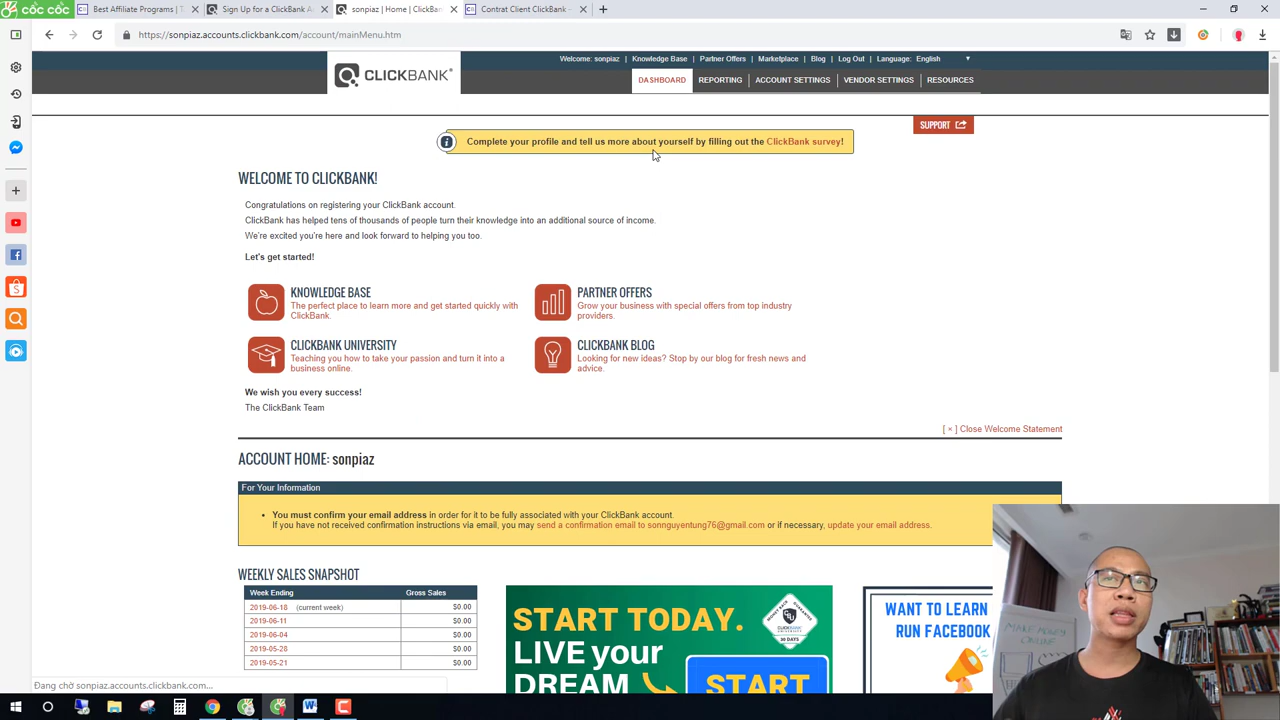 cốc cốc
Best Affiliate Programs | T
Sign Up for a ClickBank A
sonpiaz | Home | ClickBan
Contrat Client ClickBank -
https://sonpiaz.accounts.clickbank.com/account/mainMenu.htm
Welcome: sonpiaz | Knowledge Base | Partner Offers | Marketplace | Blog | Log Out | Language: English
CLICKBANK
DASHBOARD REPORTING ACCOUNT SETTINGS VENDOR SETTINGS RESOURCES
SUPPORT
Complete your profile and tell us more about yourself by filling out the ClickBank survey!
WELCOME TO CLICKBANK!
Congratulations on registering your ClickBank account.
ClickBank has helped tens of thousands of people turn their knowledge into an additional source of income.
We're excited you're here and look forward to helping you too.
Let's get started!
KNOWLEDGE BASE
The perfect place to learn more and get started quickly with
ClickBank.
PARTNER OFFERS
Grow your business with special offers from top industry
providers.
CLICKBANK UNIVERSITY
Teaching you how to take your passion and turn it into a
business online.
CLICKBANK BLOG
Looking for new ideas? Stop by our blog for fresh news and
advice.
We wish you every success!
The ClickBank Team
[ × ] Close Welcome Statement
ACCOUNT HOME: sonpiaz
For Your Information
You must confirm your email address in order for it to be fully associated with your ClickBank account.
If you have not received confirmation instructions via email, you may send a confirmation email to sonnguyentung76@gmail.com or if necessary, update your email address.
WEEKLY SALES SNAPSHOT
Week Ending Gross Sales
2019-06-18 (current week) $0.00
2019-06-11 $0.00
2019-06-04 $0.00
2019-05-28 $0.00
2019-05-21 $0.00
START TODAY.
LIVE your
DREAM
START
WANT TO LEARN
RUN FACEBOOK
MAKE MONEY
ONLINE
Đang chờ sonpiaz.accounts.clickbank.com...